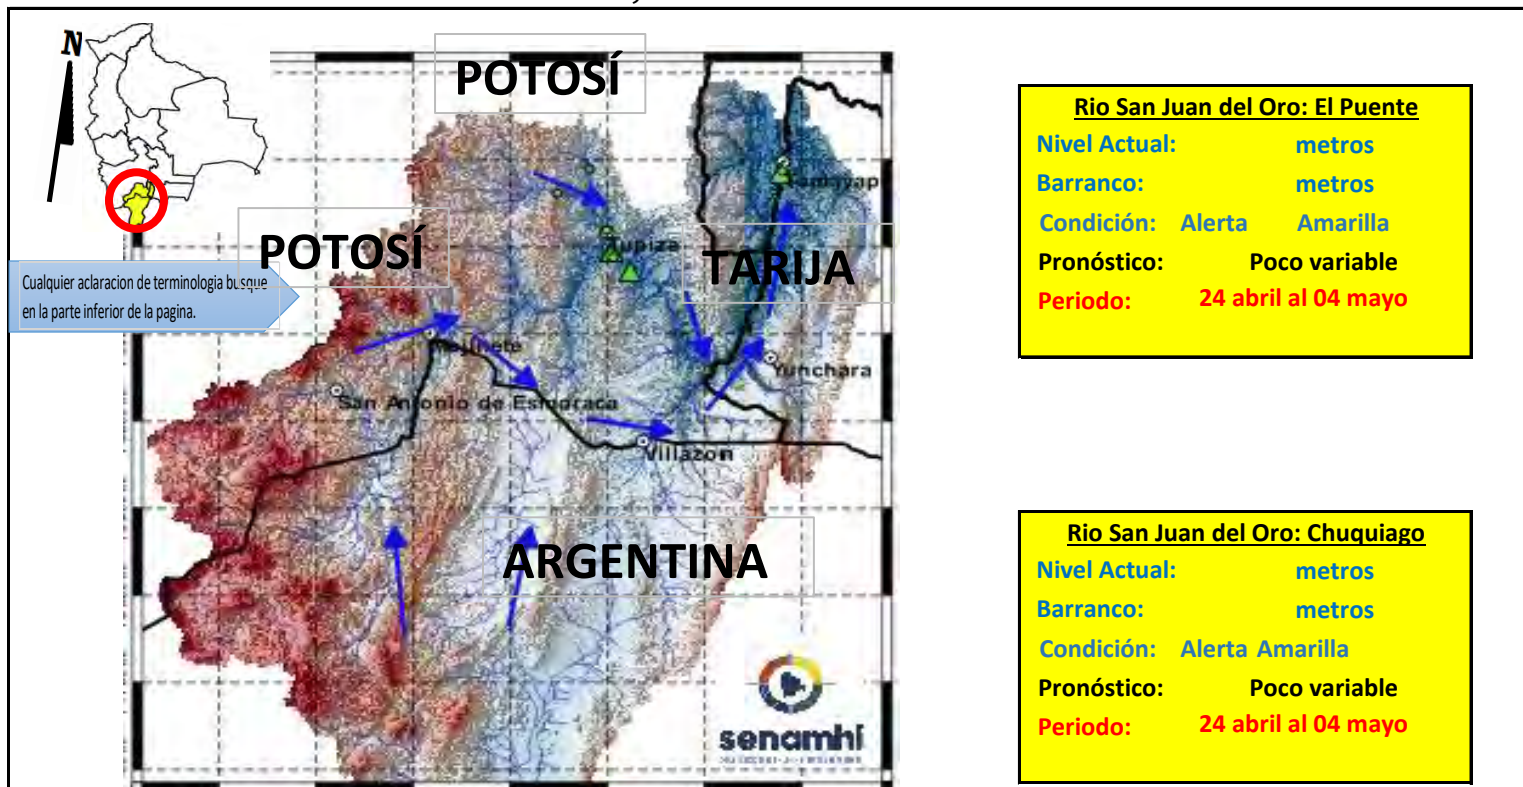 N
POTOSÍ
POTOSÍ
TARIJA
ARGENTINA
Cualquier aclaracion de terminologia busque
en la parte inferior de la pagina.
Tupiza
Yunchara
San Antonio de Esmoraca
Villazon
senamhi
Rio San Juan del Oro: El Puente
Nivel Actual: metros
Barranco: metros
Condición: Alerta Amarilla
Pronóstico: Poco variable
Periodo: 24 abril al 04 mayo
Rio San Juan del Oro: Chuquiago
Nivel Actual: metros
Barranco: metros
Condición: Alerta Amarilla
Pronóstico: Poco variable
Periodo: 24 abril al 04 mayo